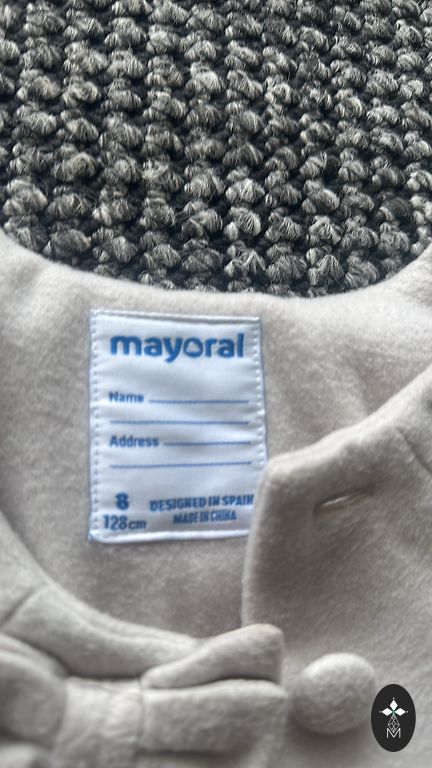 mayoral
Name
Address
8
128cm
DESIGNED IN SPAIN
MADE IN CHINA
M